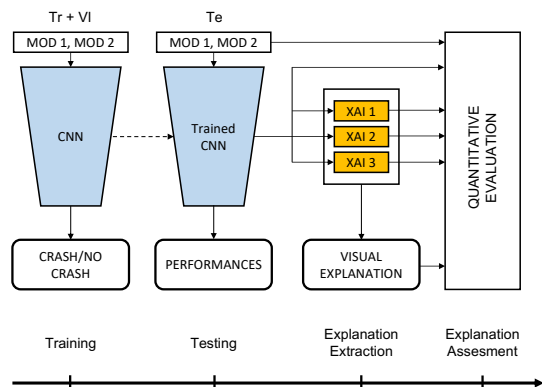 Tr + VI
Te
MOD 1, MOD 2
MOD 1, MOD 2
CNN
Trained
CNN
XAI 1
XAI 2
XAI 3
QUANTITATIVE
EVALUATION
CRASH/NO
CRASH
PERFORMANCES
VISUAL
EXPLANATION
Training
Testing
Explanation
Extraction
Explanation
Assesment